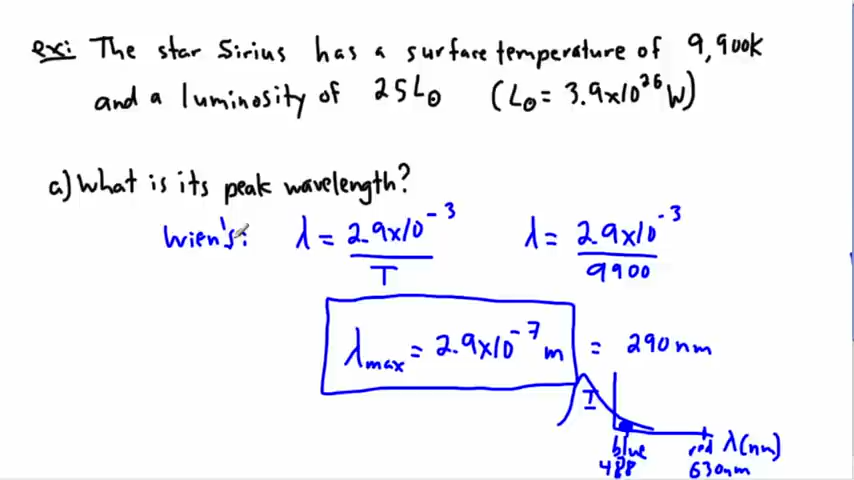 ex: The star Sirius has a surface temperature of 9,900K
and a luminosity of 25L⊙ (L⊙ = 3.9x10²⁶ W)
a) What is its peak wavelength?
Wien's: λ = 2.9x10⁻³ / T λ = 2.9x10⁻³ / 9900
λmax = 2.9x10⁻⁷ m = 290nm
I
blue red λ(nm)
488 630nm